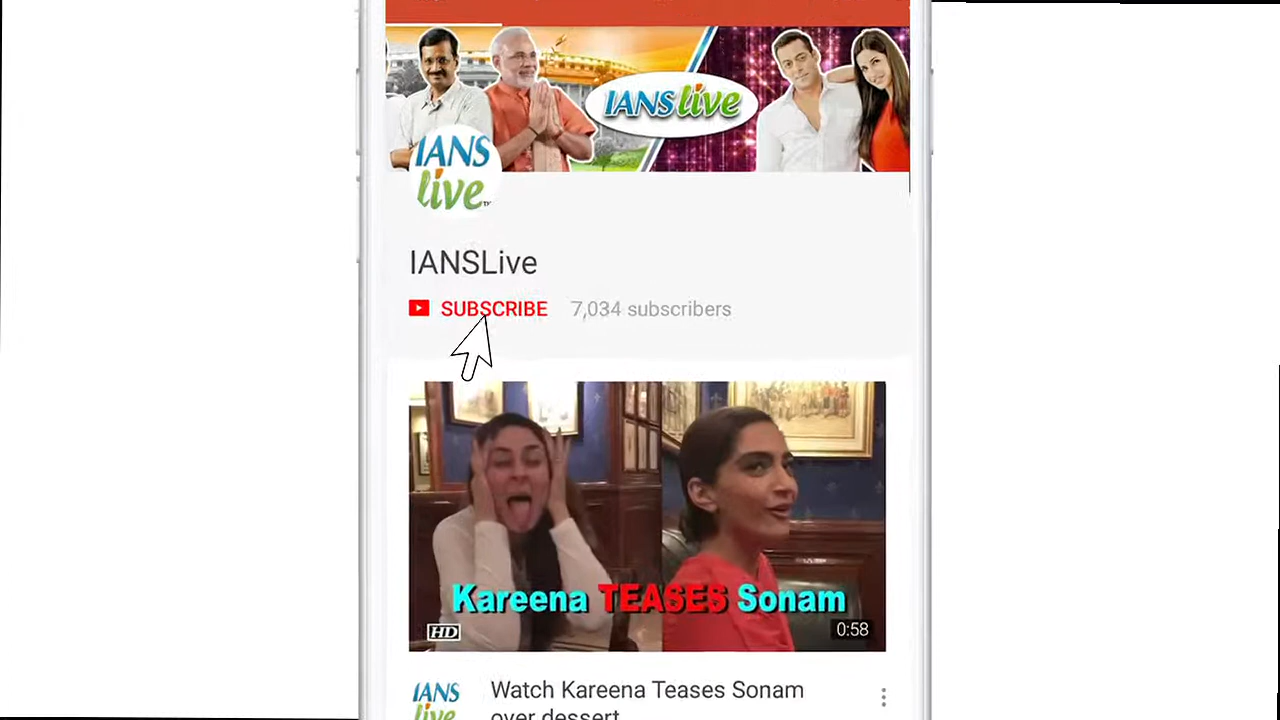 IANSlive
IANS
live
TM
IANSLive
SUBSCRIBE 7,034 subscribers
Kareena TEASES Sonam
HD
0:58
IANS
live
Watch Kareena Teases Sonam
over dessert